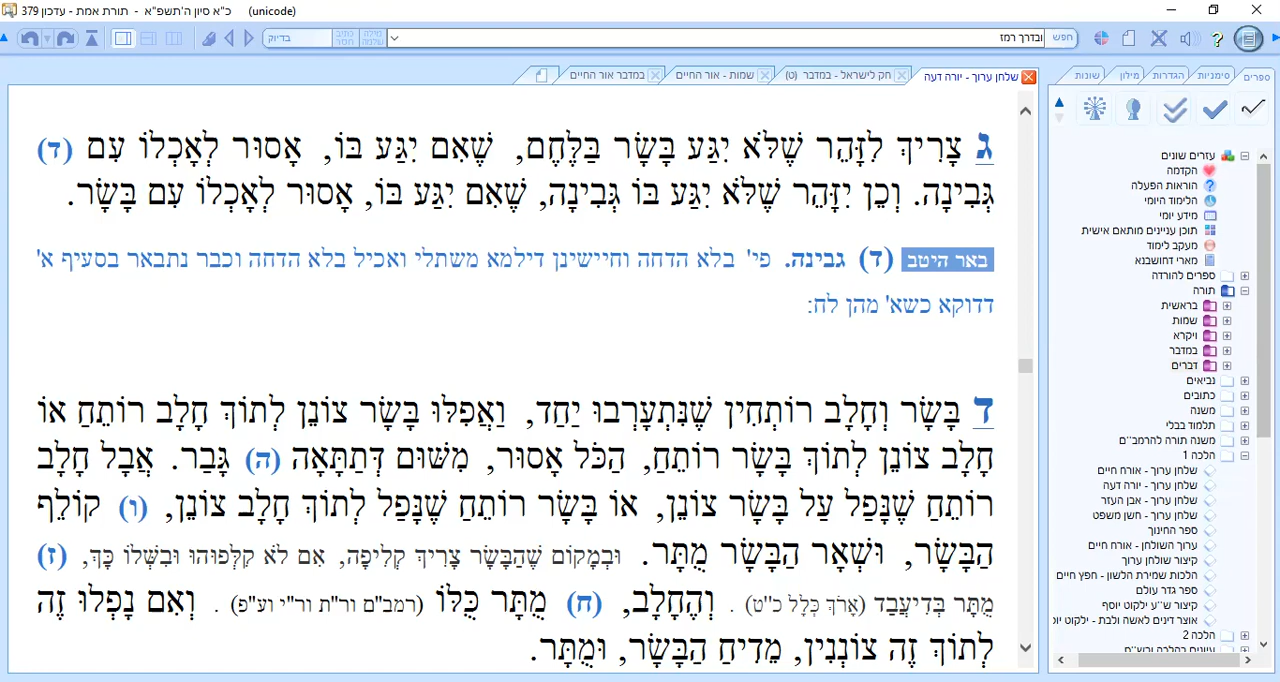 כ"א סיון ה'תשפ"א - תורת אמת - עדכון 379 (unicode)
חפש ובדרך רמז מילה שלמה כתיב חסר בדיוק
ספרים סימניות הגדרות מילון שונות
שלחן ערוך - יורה דעה חק לישראל - במדבר (ט) שמות - אור החיים במדבר אור החיים
ג צָרִיךְ לִזָּהֵר שֶׁלֹּא יִגַּע בָּשָׂר בַּלֶּחֶם, שֶׁאִם יִגַּע בּוֹ, אָסוּר לְאָכְלוֹ עִם (ד)
גְּבִינָה. וְכֵן יִזָּהֵר שֶׁלֹּא יִגַּע בּוֹ גְּבִינָה, שֶׁאִם יִגַּע בּוֹ, אָסוּר לְאָכְלוֹ עִם בָּשָׂר.
באר היטב (ד) גבינה. פי' בלא הדחה וחיישינן דילמא משתלי ואכיל בלא הדחה וכבר נתבאר בסעיף א'
דדוקא כשא' מהן לח:
ד בָּשָׂר וְחָלָב רוֹתְחִין שֶׁנִּתְעָרְבוּ יַחַד, וַאֲפִלּוּ בָּשָׂר צוֹנֵן לְתוֹךְ חָלָב רוֹתֵחַ אוֹ
חָלָב צוֹנֵן לְתוֹךְ בָּשָׂר רוֹתֵחַ, הַכֹּל אָסוּר, מִשּׁוּם דְּתַתָּאָה (ה) גָּבַר. אֲבָל חָלָב
רוֹתֵחַ שֶׁנָּפַל עַל בָּשָׂר צוֹנֵן, אוֹ בָּשָׂר רוֹתֵחַ שֶׁנָּפַל לְתוֹךְ חָלָב צוֹנֵן, (ו) קוֹלֵף
הַבָּשָׂר, וּשְׁאָר הַבָּשָׂר מֻתָּר. וּבְמָקוֹם שֶׁהַבָּשָׂר צָרִיךְ קְלִיפָה, אִם לֹא קִלְּפוּהוּ וּבִשְּׁלוֹ כָּךְ, (ז)
מֻתָּר בְּדִיעֲבַד (אָרֹךְ כְּלָל כ"ט) . וְהֶחָלָב, (ח) מֻתָּר כֻּלּוֹ (רמב"ם ור"ת ור"י וע"פ) . וְאִם נָפְלוּ זֶה
לְתוֹךְ זֶה צוֹנְנִין, מֵדִיחַ הַבָּשָׂר, וּמֻתָּר.
עזרים שונים
הקדמה
הוראות הפעלה
הלימוד היומי
מידע יומי
תוכן עניינים מותאם אישית
מעקב לימוד
מארי דחושבנא
ספרים להורדה
תורה
בראשית
שמות
ויקרא
במדבר
דברים
נביאים
כתובים
משנה
תלמוד בבלי
משנה תורה להרמב"ם
הלכה 1
שלחן ערוך - אורח חיים
שלחן ערוך - יורה דעה
שלחן ערוך - אבן העזר
שלחן ערוך - חשן משפט
ספר החינוך
ערוך השולחן - אורח חיים
קיצור שולחן ערוך
הלכות שמירת הלשון - חפץ חיים
ספר גדר עולם
קיצור ש"ע ילקוט יוסף
אוצר דינים לאשה ולבת - ילקוט יוס
הלכה 2